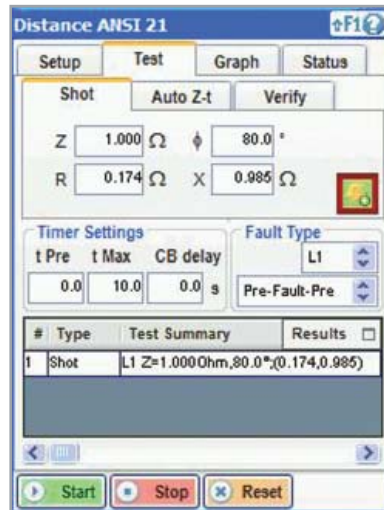 Distance ANSI 21 ⇧F1?
Setup Test Graph Status
Shot Auto Z-t Verify
Z 1.000 Ω ϕ 80.0 °
R 0.174 Ω X 0.985 Ω
Timer Settings Fault Type
t Pre t Max CB delay L1
0.0 10.0 0.0 s Pre-Fault-Pre
# Type Test Summary Results
1 Shot L1 Z=1.000Ohm,80.0°;(0.174,0.985)
Start Stop Reset